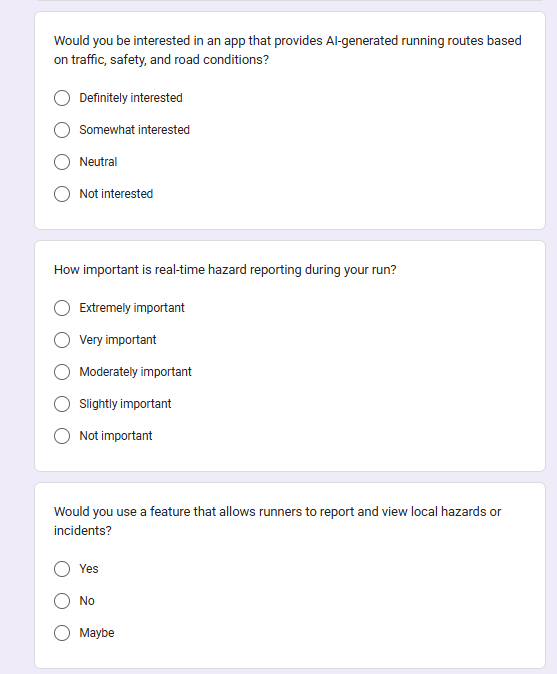 Would you be interested in an app that provides AI-generated running routes based
on traffic, safety, and road conditions?
Definitely interested
Somewhat interested
Neutral
Not interested
How important is real-time hazard reporting during your run?
Extremely important
Very important
Moderately important
Slightly important
Not important
Would you use a feature that allows runners to report and view local hazards or
incidents?
Yes
No
Maybe